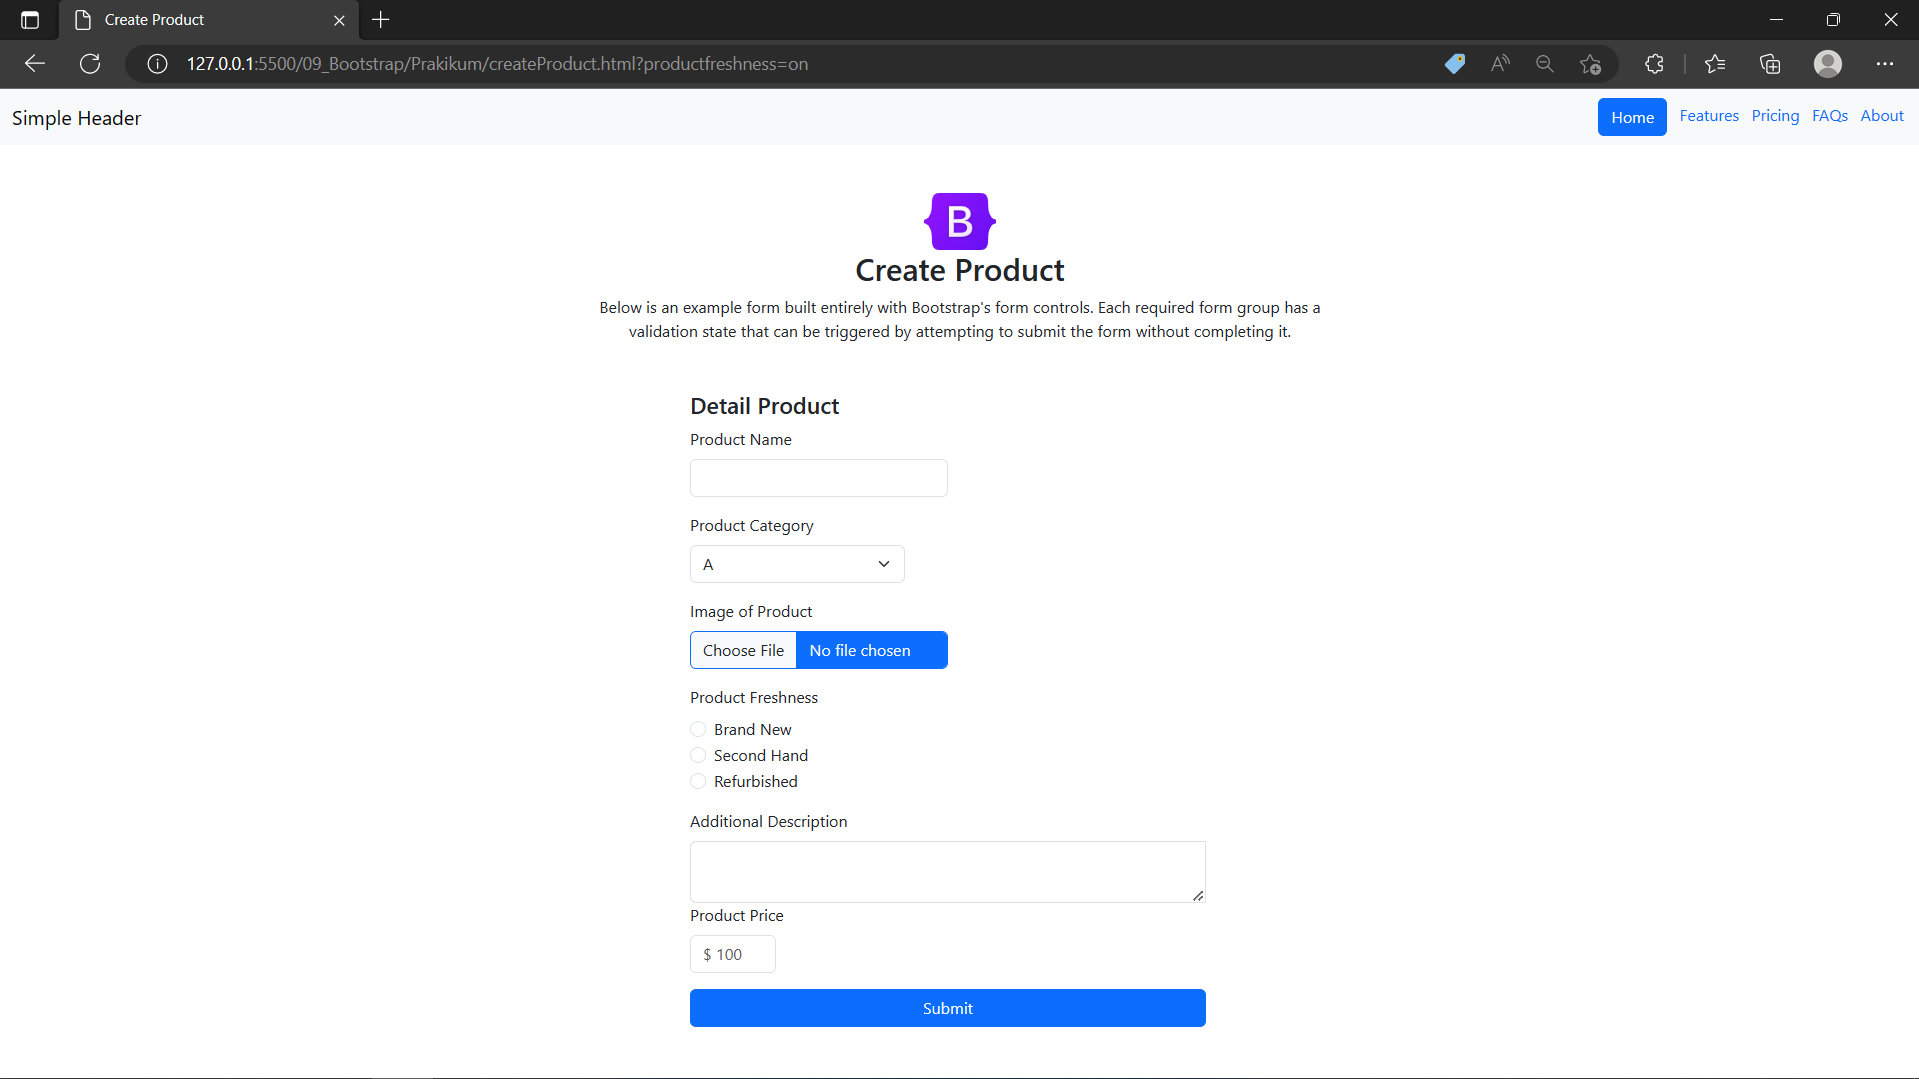 Create Product
127.0.0.1:5500/09_Bootstrap/Prakikum/createProduct.html?productfreshness=on
Simple Header
Home Features Pricing FAQs About
B
Create Product
Below is an example form built entirely with Bootstrap's form controls. Each required form group has a
validation state that can be triggered by attempting to submit the form without completing it.
Detail Product
Product Name
Product Category
A
Image of Product
Choose File No file chosen
Product Freshness
Brand New
Second Hand
Refurbished
Additional Description
Product Price
$ 100
Submit